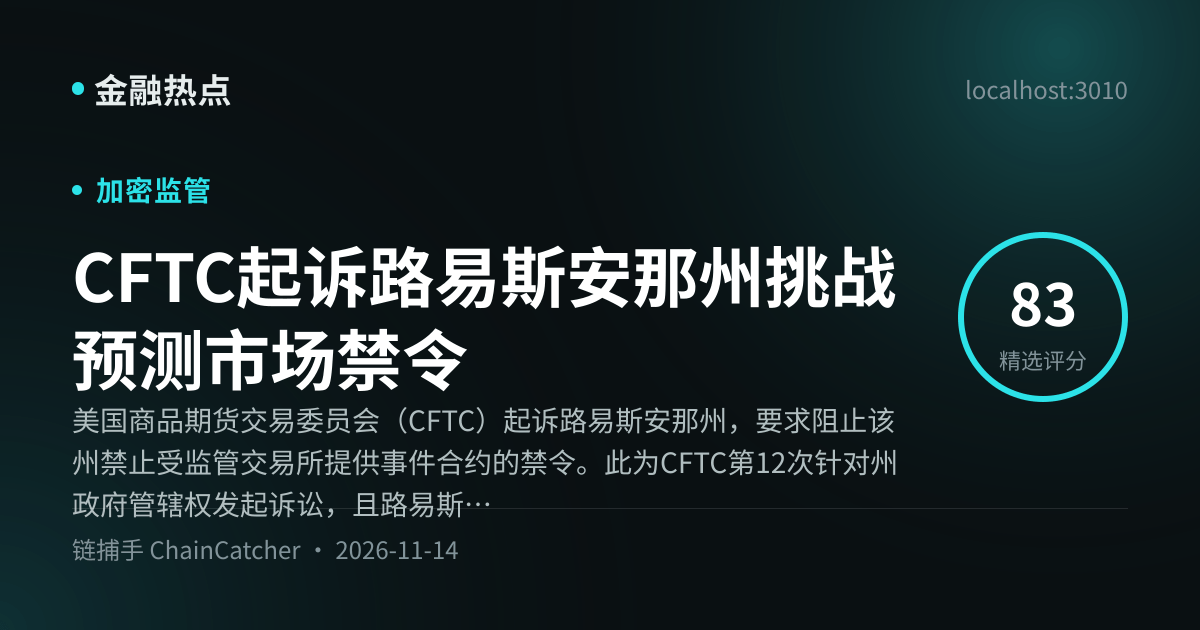 金融热点
localhost:3010
加密监管
CFTC起诉路易斯安那州挑战
预测市场禁令
83
精选评分
美国商品期货交易委员会（CFTC）起诉路易斯安那州，要求阻止该
州禁止受监管交易所提供事件合约的禁令。此为CFTC第12次针对州
政府管辖权发起诉讼，且路易斯…
链捕手 ChainCatcher · 2026-11-14